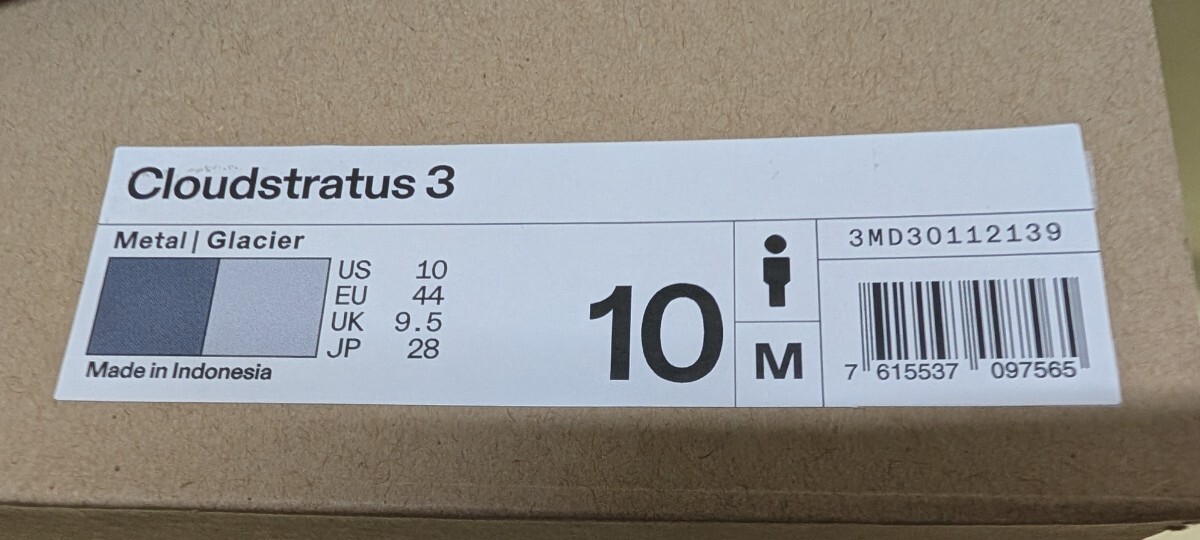 Cloudstratus 3
Metal | Glacier
US 10
EU 44
UK 9.5
JP 28
Made in Indonesia
10
M
3MD30112139
7 615537 097565